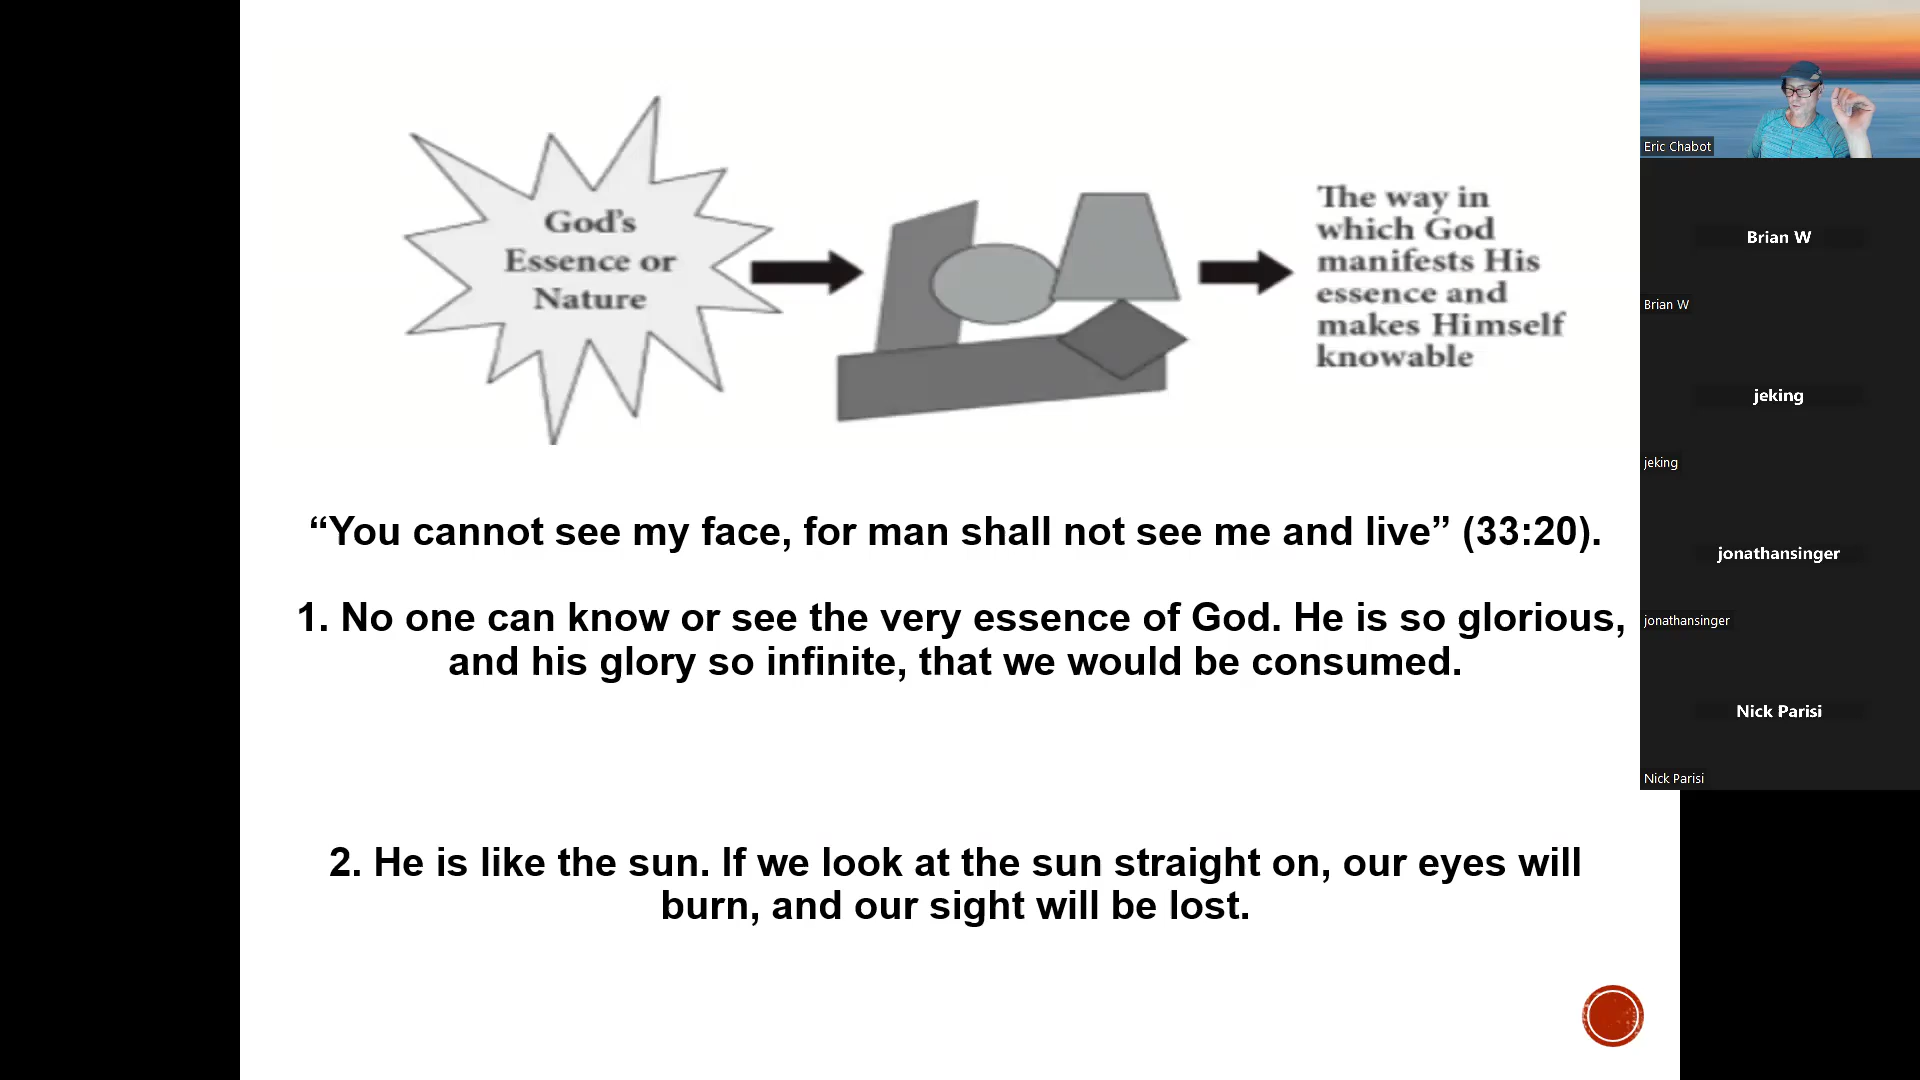 God's
Essence or
Nature
The way in
which God
manifests His
essence and
makes Himself
knowable
“You cannot see my face, for man shall not see me and live” (33:20).
1. No one can know or see the very essence of God. He is so glorious,
and his glory so infinite, that we would be consumed.
2. He is like the sun. If we look at the sun straight on, our eyes will
burn, and our sight will be lost.
Eric Chabot
Brian W
Brian W
jeking
jeking
jonathansinger
jonathansinger
Nick Parisi
Nick Parisi